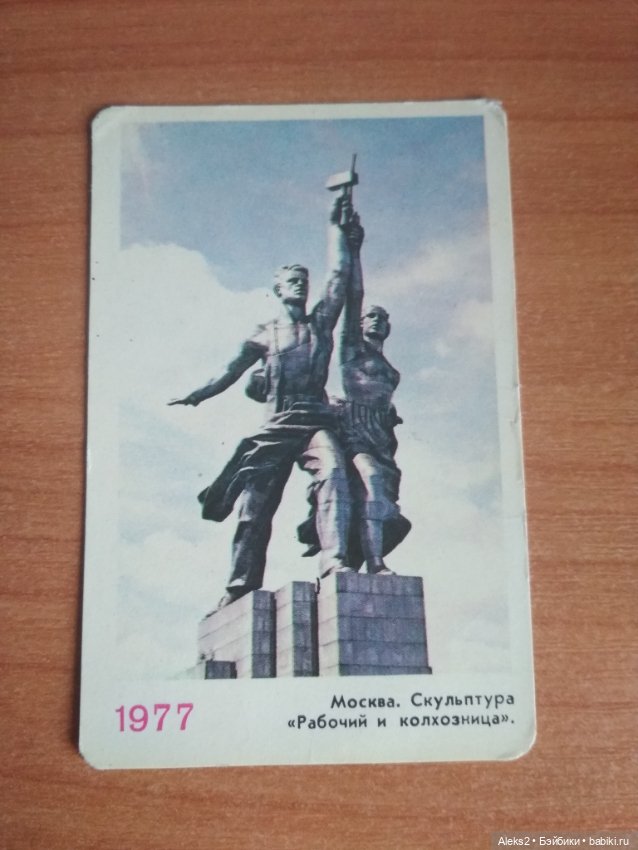 Москва. Скульптура
1977 «Рабочий и колхозница».
Aleks2 • Бэйбики • babiki.ru